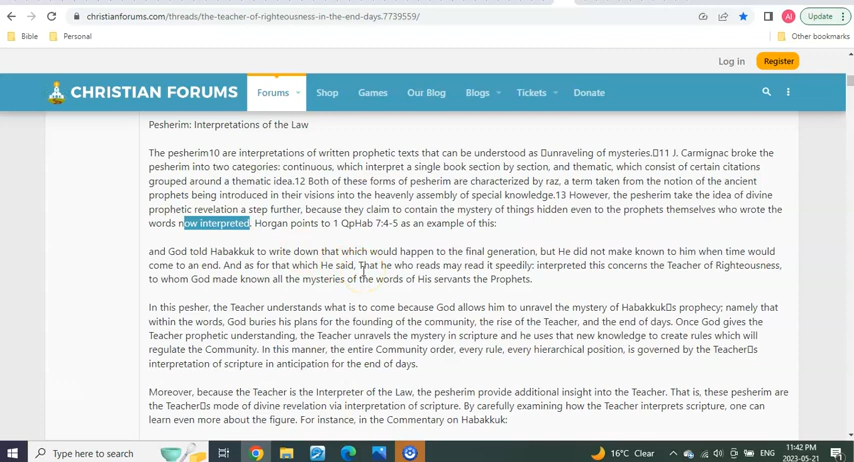 christianforums.com/threads/the-teacher-of-righteousness-in-the-end-days.7739559/
AI
Update
Bible
Personal
Other bookmarks
Log in
Register
CHRISTIAN FORUMS
Forums
Shop
Games
Our Blog
Blogs
Tickets
Donate
Pesherim: Interpretations of the Law
The pesherim10 are interpretations of written prophetic texts that can be understood as □unraveling of mysteries.□11 J. Carmignac broke the
pesherim into two categories: continuous, which interpret a single book section by section, and thematic, which consist of certain citations
grouped around a thematic idea.12 Both of these forms of pesherim are characterized by raz, a term taken from the notion of the ancient
prophets being introduced in their visions into the heavenly assembly of special knowledge.13 However, the pesherim take the idea of divine
prophetic revelation a step further, because they claim to contain the mystery of things hidden even to the prophets themselves who wrote the
words now interpreted. Horgan points to 1 QpHab 7:4-5 as an example of this:
and God told Habakkuk to write down that which would happen to the final generation, but He did not make known to him when time would
come to an end. And as for that which He said, That he who reads may read it speedily: interpreted this concerns the Teacher of Righteousness,
to whom God made known all the mysteries of the words of His servants the Prophets.
In this pesher, the Teacher understands what is to come because God allows him to unravel the mystery of Habakkuk□s prophecy; namely that
within the words, God buries his plans for the founding of the community, the rise of the Teacher, and the end of days. Once God gives the
Teacher prophetic understanding, the Teacher unravels the mystery in scripture and he uses that new knowledge to create rules which will
regulate the Community. In this manner, the entire Community order, every rule, every hierarchical position, is governed by the Teacher□s
interpretation of scripture in anticipation for the end of days.
Moreover, because the Teacher is the Interpreter of the Law, the pesherim provide additional insight into the Teacher. That is, these pesherim are
the Teacher□s mode of divine revelation via interpretation of scripture. By carefully examining how the Teacher interprets scripture, one can
learn even more about the figure. For instance, in the Commentary on Habakkuk:
Type here to search
16°C Clear
ENG
11:42 PM
2023-05-21